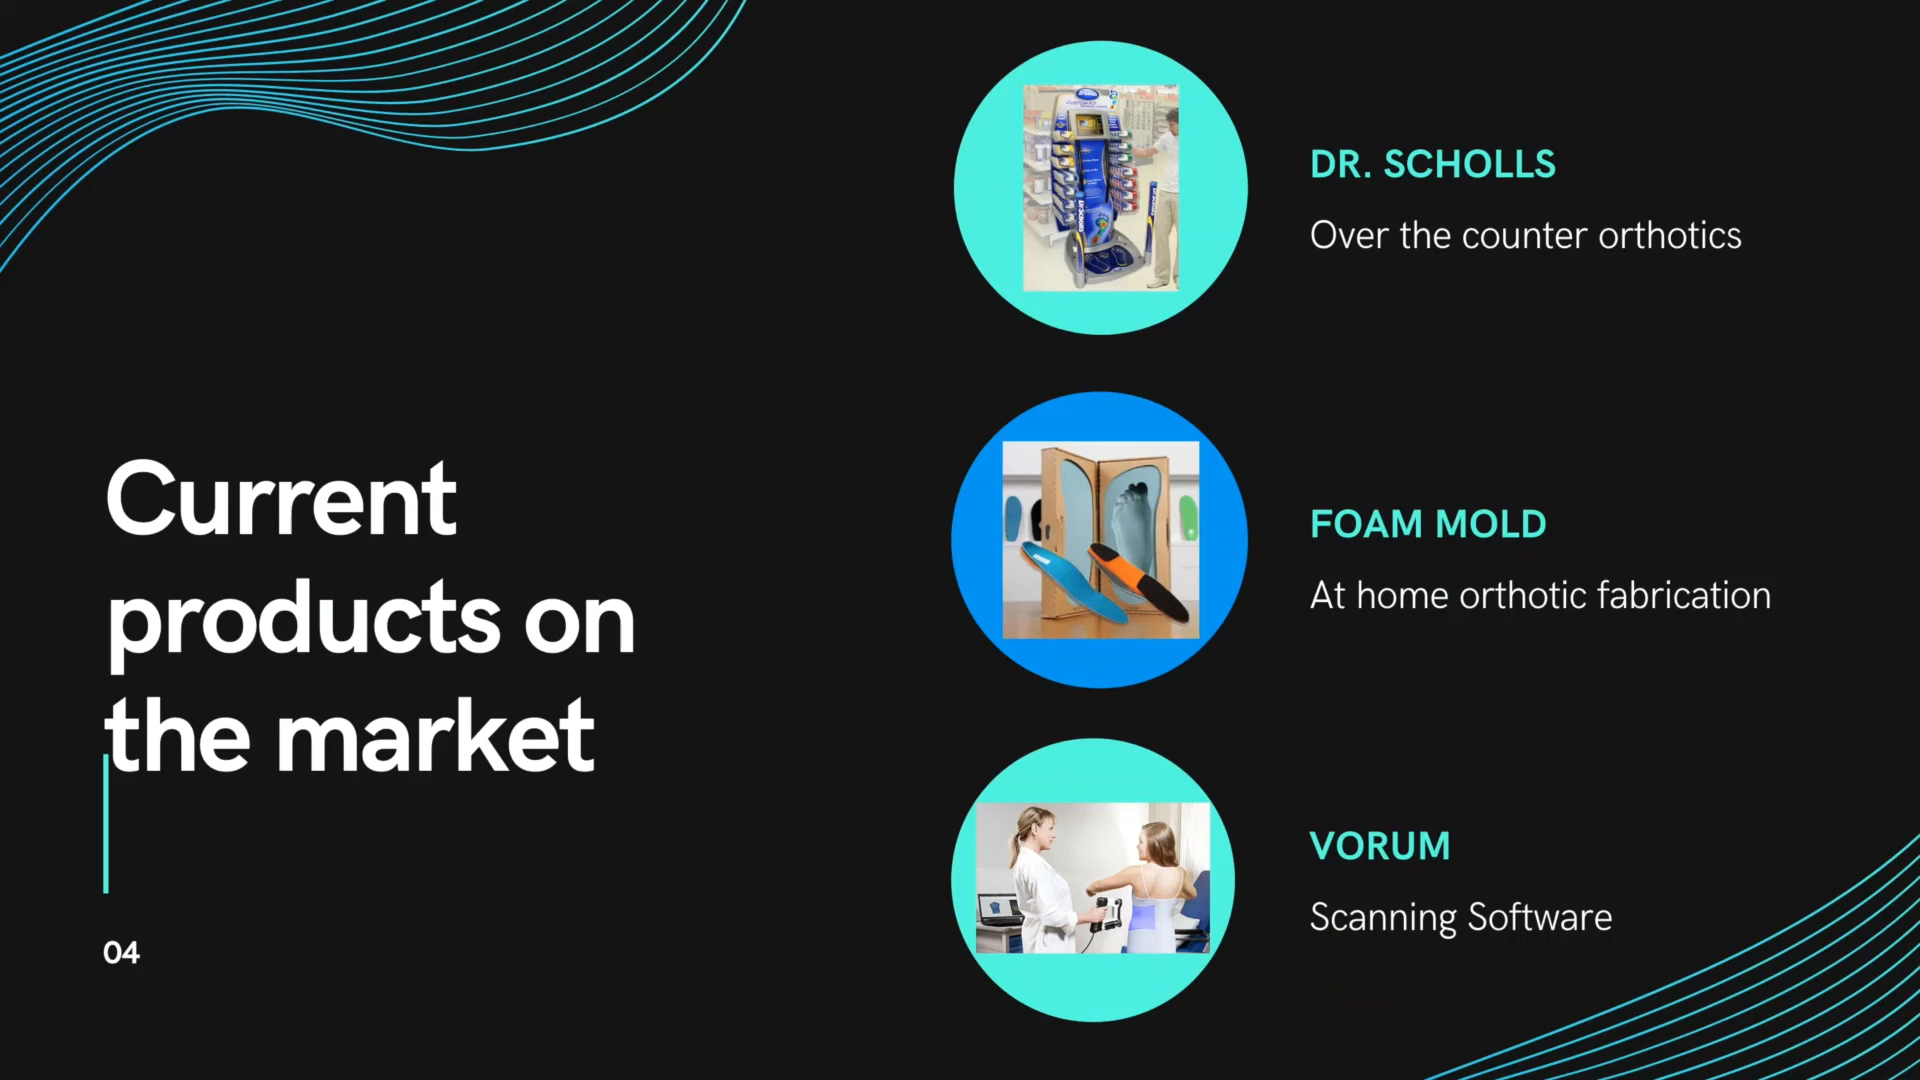 Current
products on
the market
04
DR. SCHOLLS
Over the counter orthotics
FOAM MOLD
At home orthotic fabrication
VORUM
Scanning Software